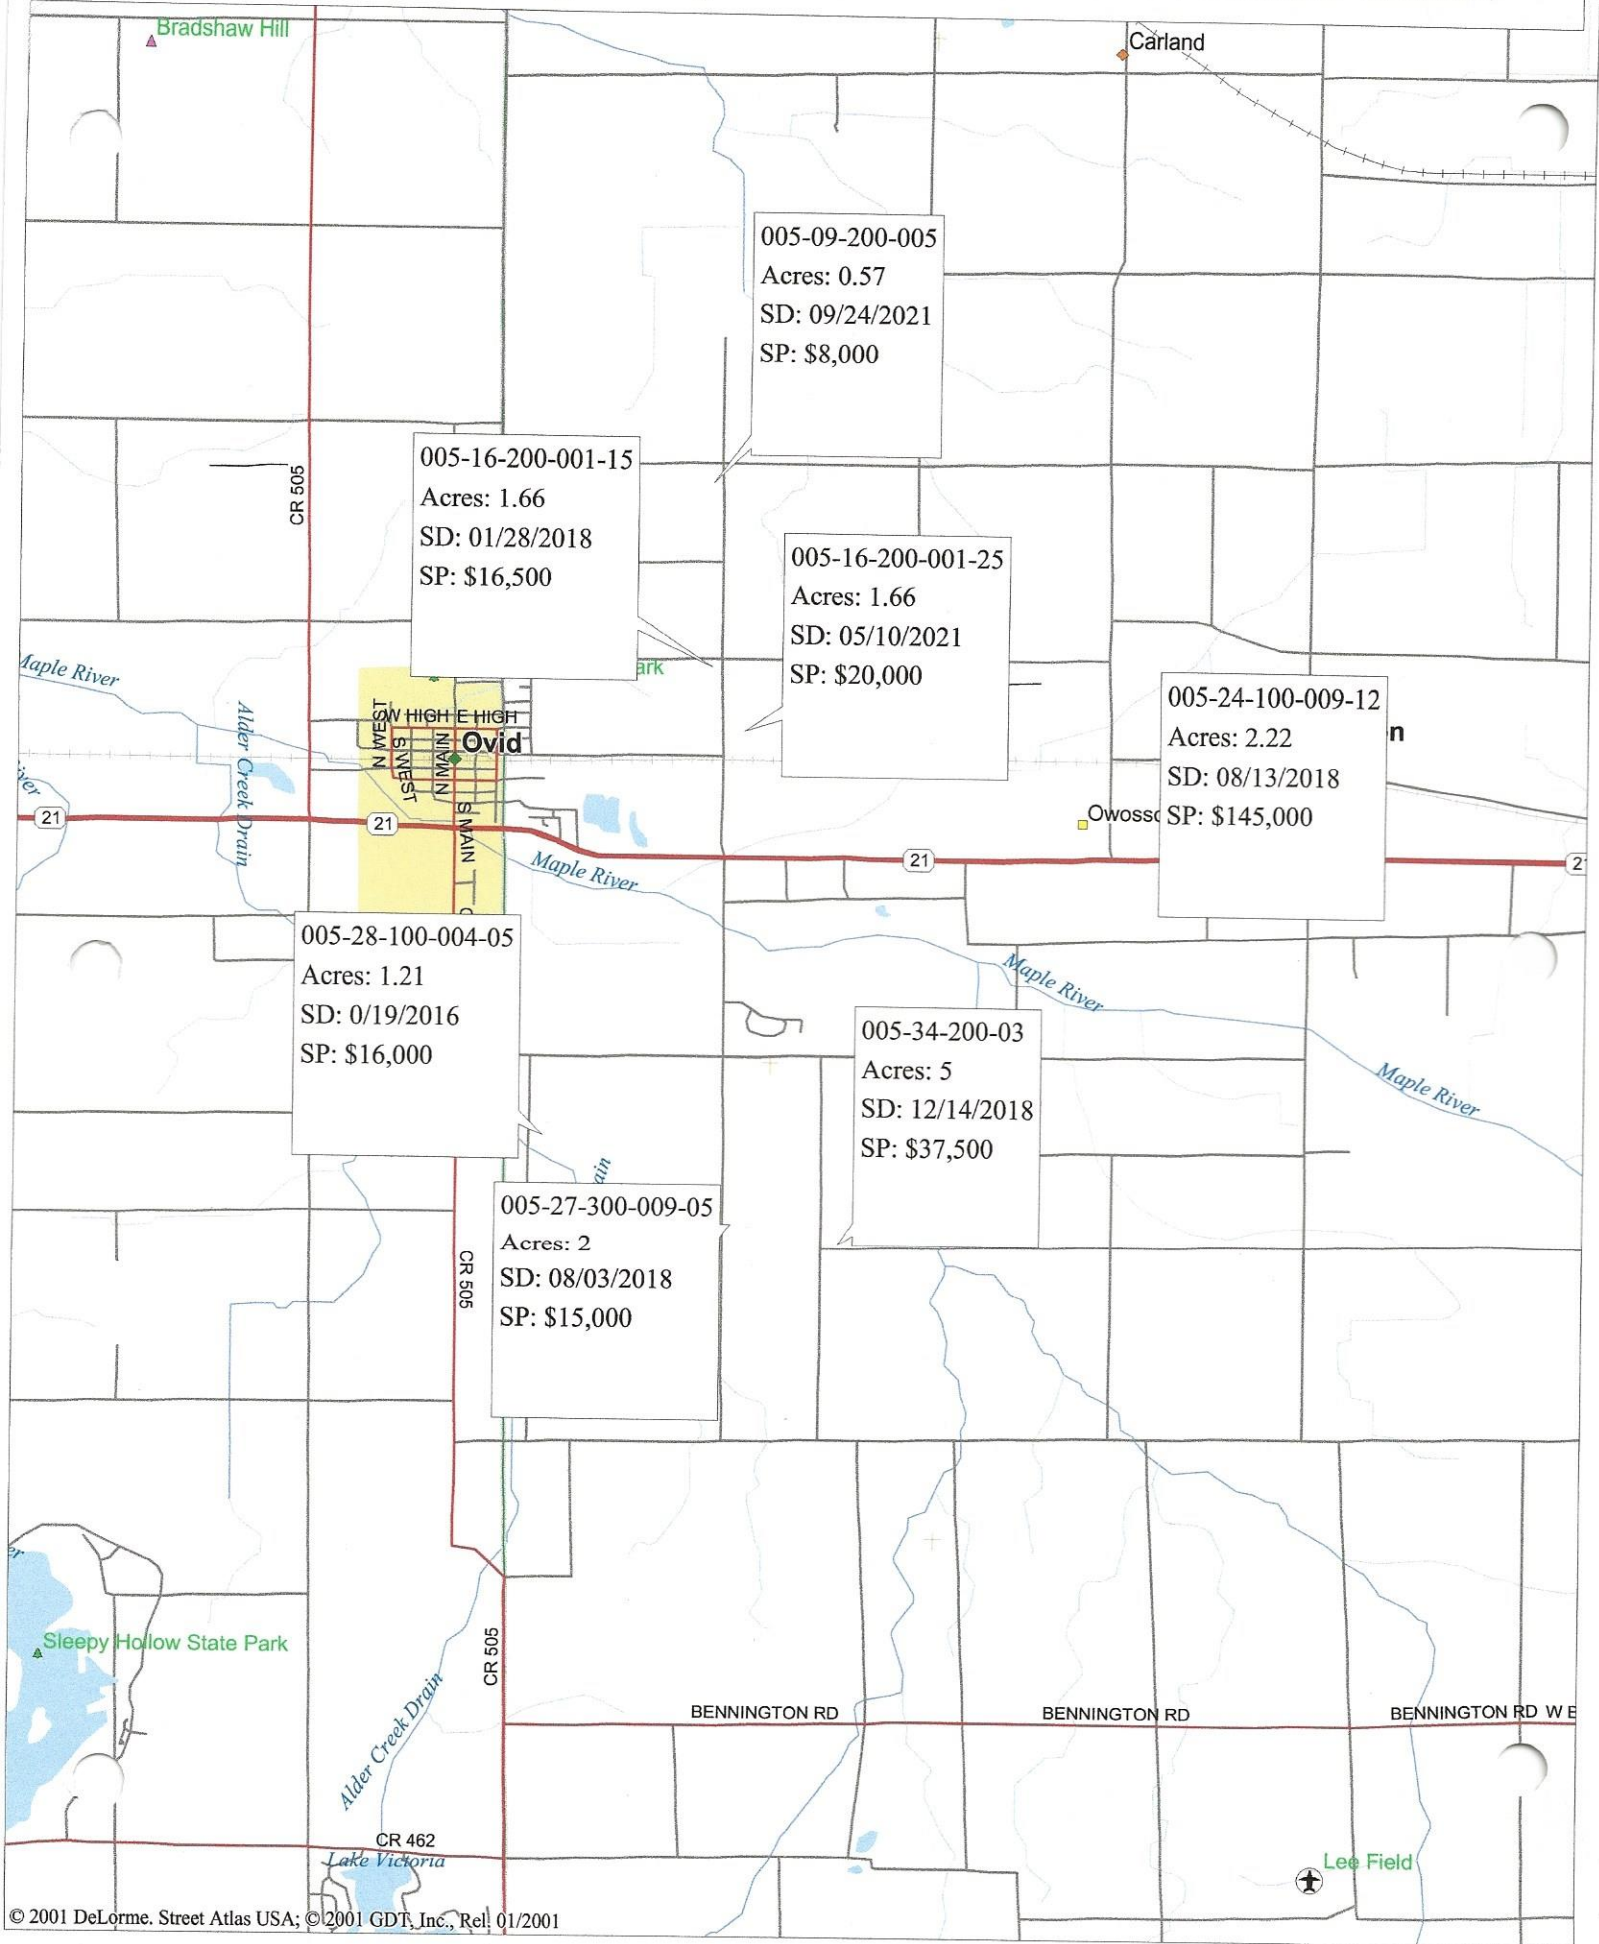 Bradshaw Hill
Carland
005-09-200-005
Acres: 0.57
SD: 09/24/2021
SP: $8,000
005-16-200-001-15
Acres: 1.66
SD: 01/28/2018
SP: $16,500
CR 505
005-16-200-001-25
Acres: 1.66
SD: 05/10/2021
SP: $20,000
ark
Maple River
Alder Creek Drain
N WEST
W HIGH
E HIGH
S WEST
N MAIN
Ovid
S MAIN
005-24-100-009-12
Acres: 2.22
SD: 08/13/2018
SP: $145,000
n
iver
Owosso
21
21
21
2
Maple River
005-28-100-004-05
Acres: 1.21
SD: 0/19/2016
SP: $16,000
Maple River
005-34-200-03
Acres: 5
SD: 12/14/2018
SP: $37,500
Maple River
ain
005-27-300-009-05
Acres: 2
SD: 08/03/2018
SP: $15,000
CR 505
er
Sleepy Hollow State Park
CR 505
Alder Creek Drain
BENNINGTON RD
BENNINGTON RD
BENNINGTON RD W B
CR 462
Lake Victoria
Lee Field
© 2001 DeLorme. Street Atlas USA; © 2001 GDT, Inc., Rel. 01/2001